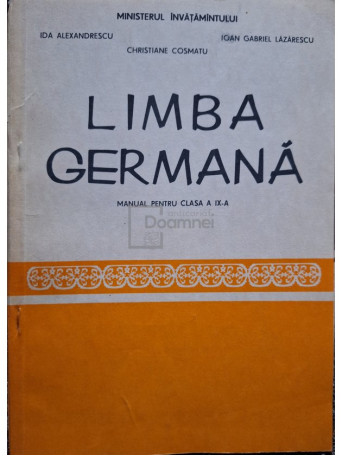 MINISTERUL ÎNVĂȚĂMÎNTULUI
IDA ALEXANDRESCU
IOAN GABRIEL LĂZĂRESCU
CHRISTIANE COSMATU
LIMBA
GERMANĂ
MANUAL PENTRU CLASA A IX-A
Doamnei